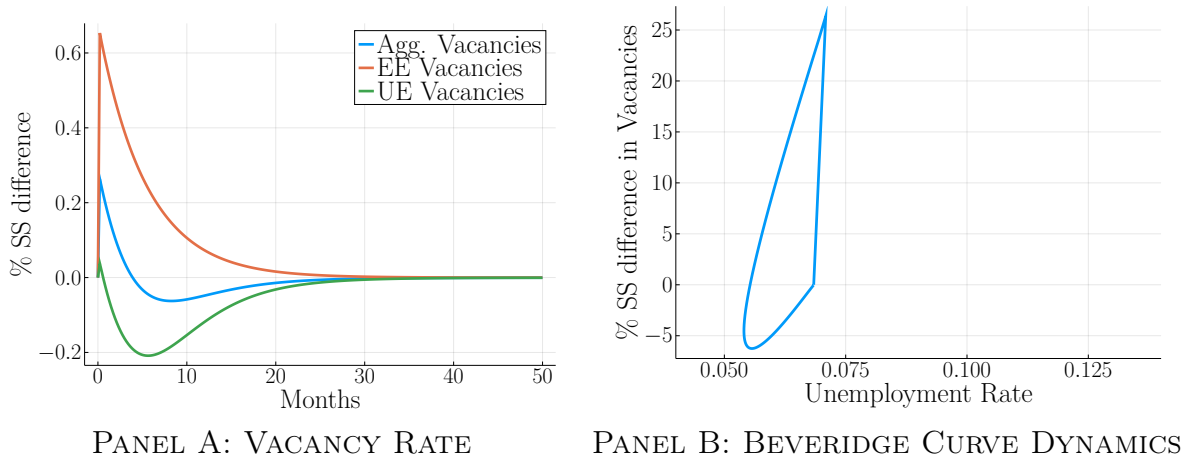 % SS difference
0.6
0.4
0.2
0.0
−0.2
0
10
20
30
40
50
Months
Agg. Vacancies
EE Vacancies
UE Vacancies
PANEL A: VACANCY RATE
% SS difference in Vacancies
25
20
15
10
5
0
−5
0.050
0.075
0.100
0.125
Unemployment Rate
PANEL B: BEVERIDGE CURVE DYNAMICS